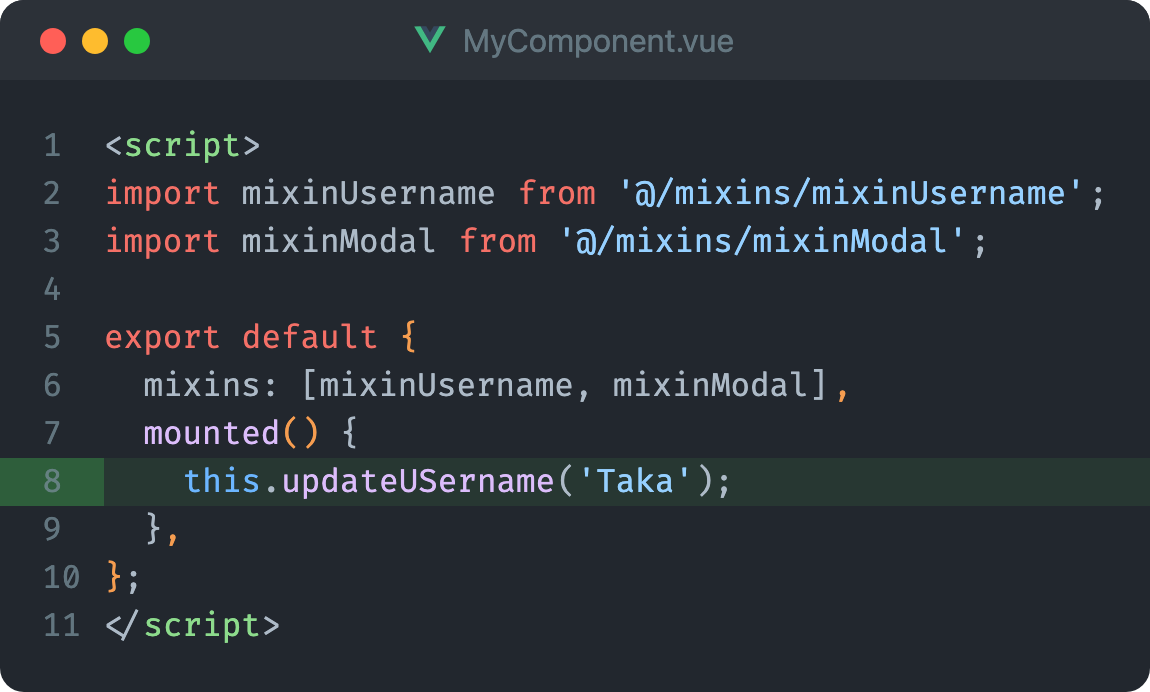 MyComponent.vue
1 <script>
2 import mixinUsername from '@/mixins/mixinUsername';
3 import mixinModal from '@/mixins/mixinModal';
4
5 export default {
6   mixins: [mixinUsername, mixinModal],
7   mounted() {
8     this.updateUSername('Taka');
9   },
10 };
11 </script>